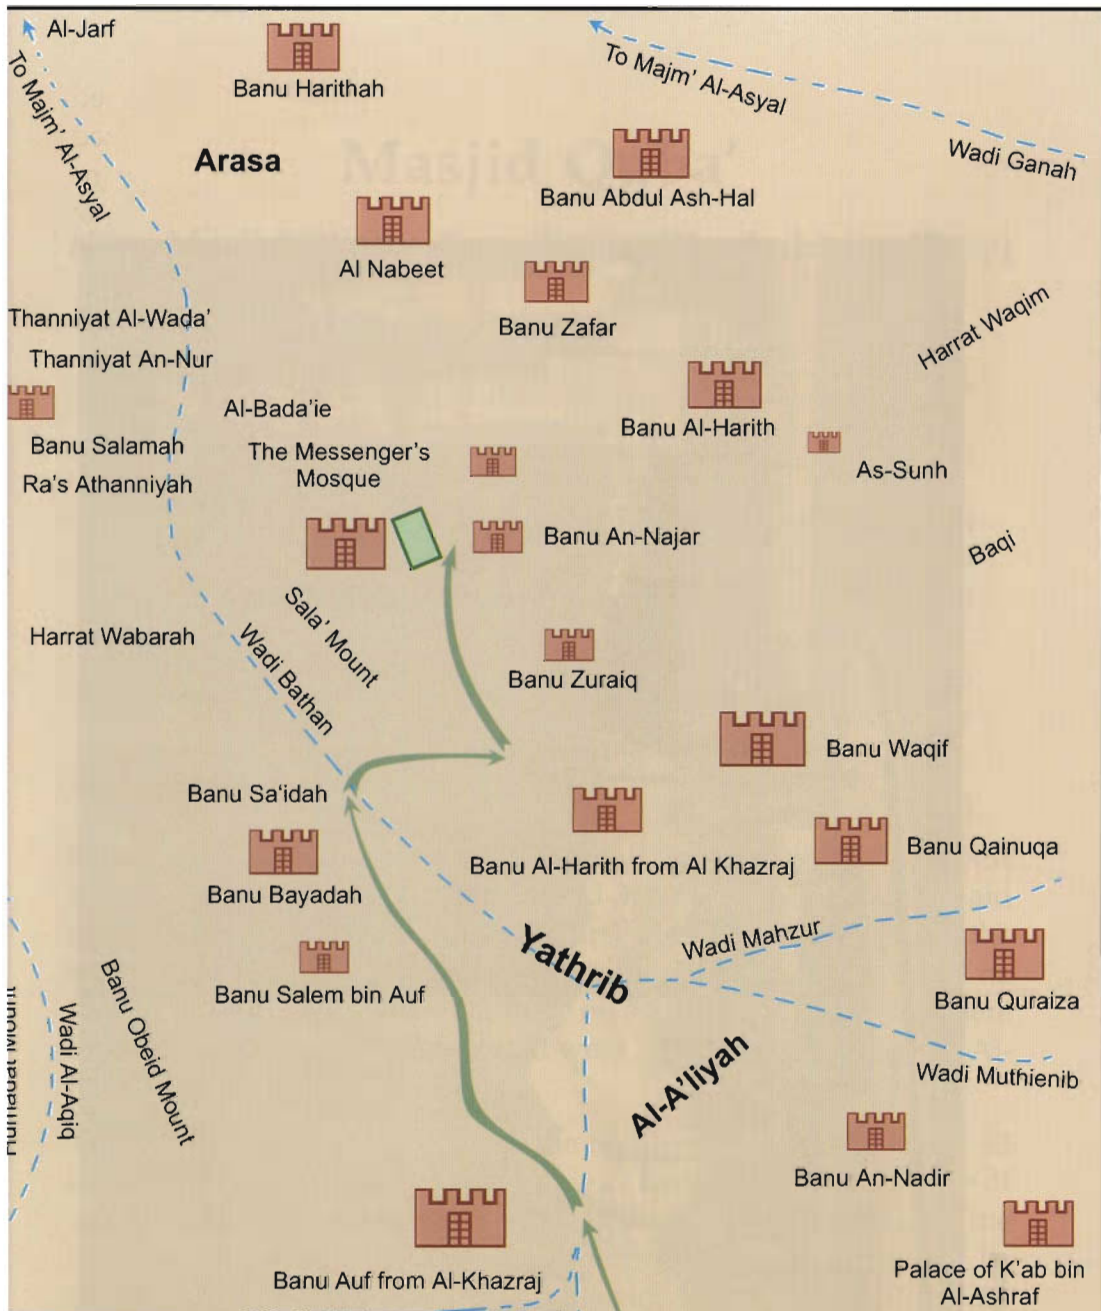 Al-Jarf
To Majm' Al-Asyal
Banu Harithah
To Majm' Al-Asyal
Wadi Ganah
Arasa
Banu Abdul Ash-Hal
Al Nabeet
Banu Zafar
Harrat Waqim
Thanniyat Al-Wada'
Thanniyat An-Nur
Al-Bada'ie
Banu Al-Harith
Banu Salamah
The Messenger's
Mosque
As-Sunh
Ra's Athanniyah
Banu An-Najar
Baqi
Sala' Mount
Harrat Wabarah
Wadi Bathan
Banu Zuraiq
Banu Waqif
Banu Sa'idah
Banu Al-Harith from Al Khazraj
Banu Qainuqa
Banu Bayadah
Wadi Mahzur
Yathrib
Banu Salem bin Auf
Banu Quraiza
Banu Obeid Mount
Wadi Al-Aqiq
Mount
Al-A'liyah
Wadi Muthienib
Banu An-Nadir
Banu Auf from Al-Khazraj
Palace of K'ab bin
Al-Ashraf